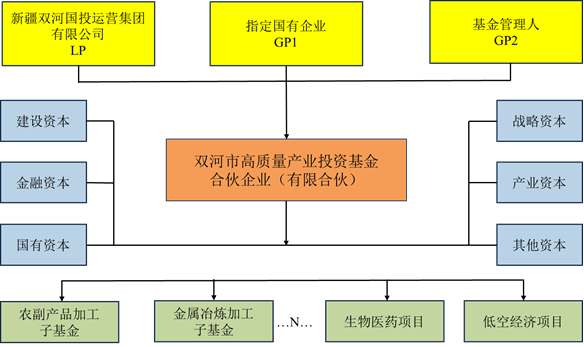 新疆双河国投运营集团
有限公司
LP
指定国有企业
GP1
基金管理人
GP2
建设资本
战略资本
双河市高质量产业投资基金
合伙企业（有限合伙）
金融资本
产业资本
国有资本
其他资本
农副产品加工
子基金
金属冶炼加工
子基金
…N…
生物医药项目
低空经济项目